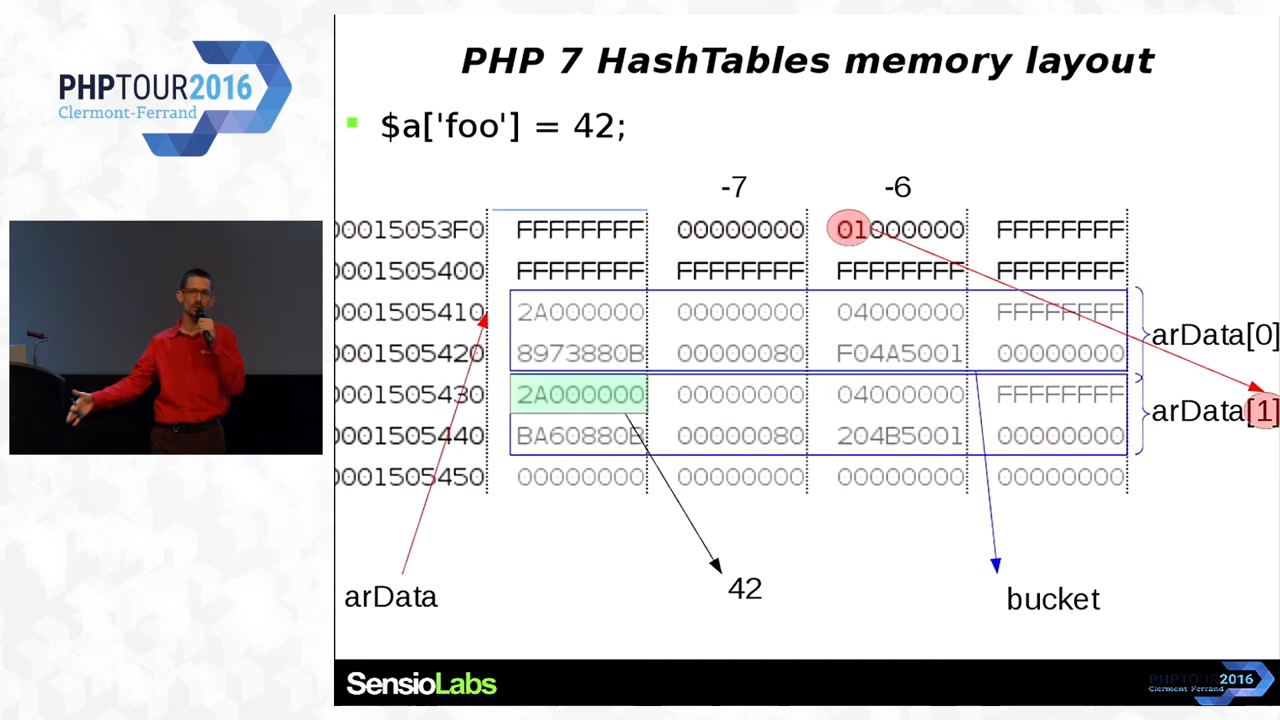 PHPTOUR2016
Clermont-Ferrand
PHP 7 HashTables memory layout
$a['foo'] = 42;
-7 -6
00015053F0 FFFFFFFF 00000000 01000000 FFFFFFFF
0001505400 FFFFFFFF FFFFFFFF FFFFFFFF FFFFFFFF
0001505410 2A000000 00000000 04000000 FFFFFFFF
arData[0]
0001505420 8973880B 00000080 F04A5001 00000000
0001505430 2A000000 00000000 04000000 FFFFFFFF
arData[1]
0001505440 BA60880B 00000080 204B5001 00000000
0001505450 00000000 00000000 00000000 00000000
arData
42
bucket
SensioLabs
PHPTOUR2016
Clermont Ferrand